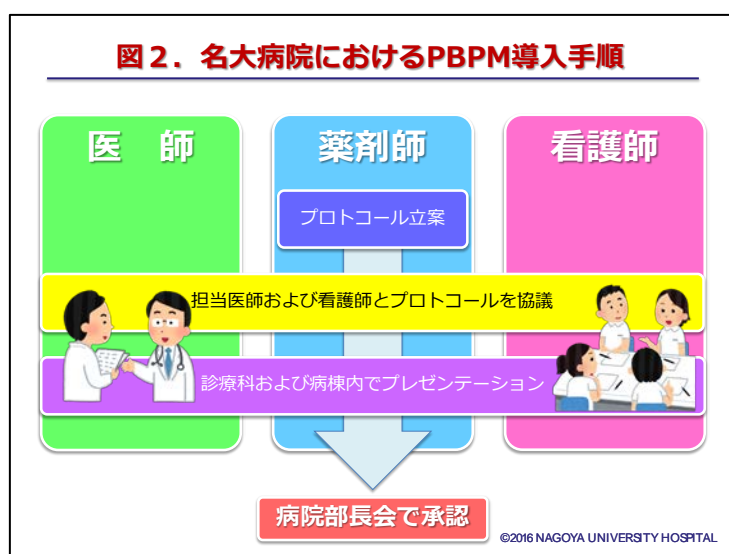 図２．名大病院におけるPBPM導入手順
医　師
薬剤師
看護師
プロトコール立案
担当医師および看護師とプロトコールを協議
診療科および病棟内でプレゼンテーション
病院部長会で承認
©2016 NAGOYA UNIVERSITY HOSPITAL